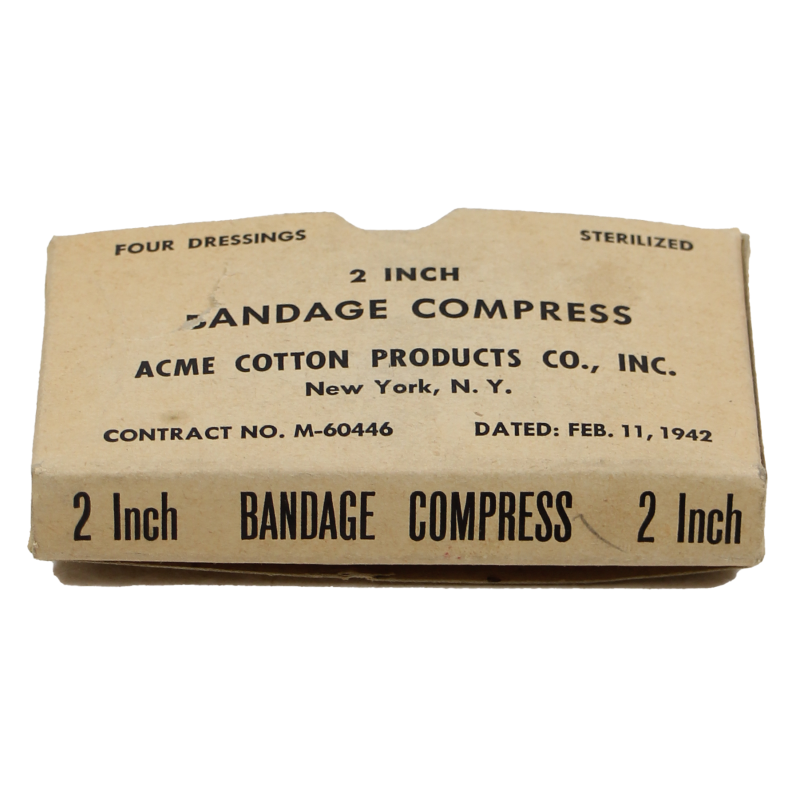 FOUR DRESSINGS STERILIZED
2 INCH
BANDAGE COMPRESS
ACME COTTON PRODUCTS CO., INC.
New York, N. Y.
CONTRACT NO. M-60446 DATED: FEB. 11, 1942
2 Inch BANDAGE COMPRESS 2 Inch